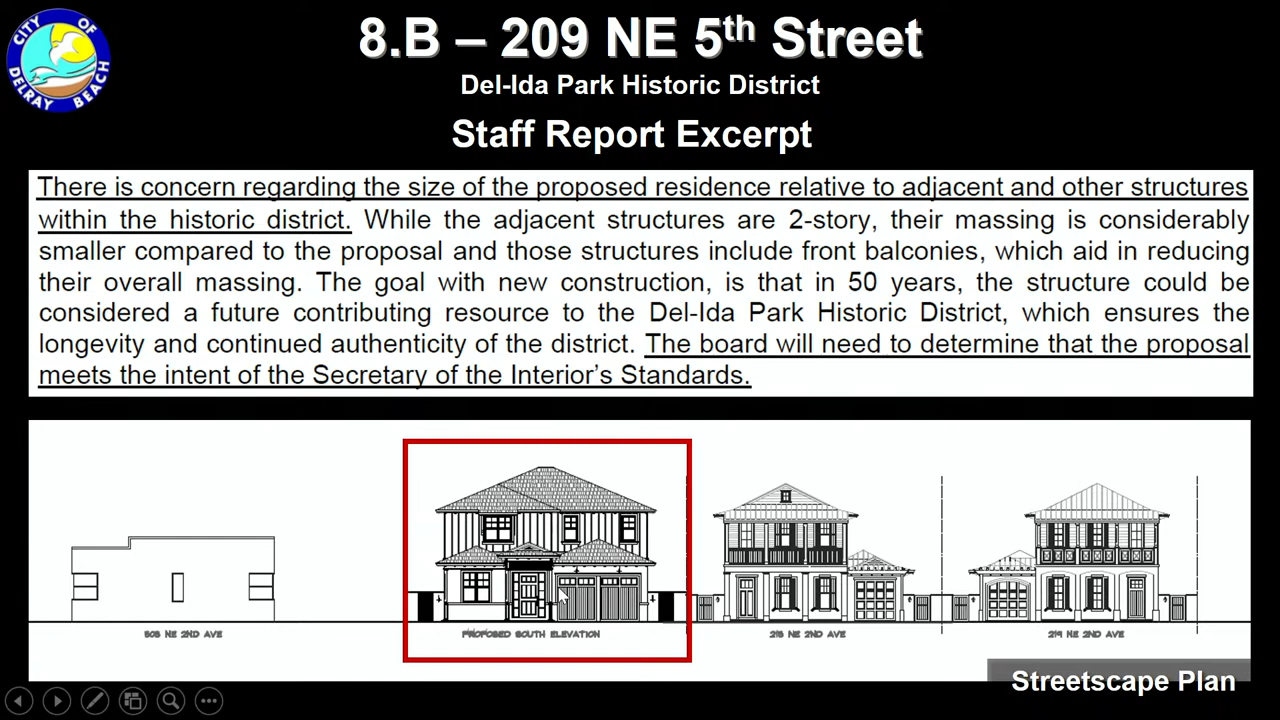 CITY OF
DELRAY BEACH
8.B – 209 NE 5th Street
Del-Ida Park Historic District
Staff Report Excerpt
There is concern regarding the size of the proposed residence relative to adjacent and other structures
within the historic district. While the adjacent structures are 2-story, their massing is considerably
smaller compared to the proposal and those structures include front balconies, which aid in reducing
their overall massing. The goal with new construction, is that in 50 years, the structure could be
considered a future contributing resource to the Del-Ida Park Historic District, which ensures the
longevity and continued authenticity of the district. The board will need to determine that the proposal
meets the intent of the Secretary of the Interior's Standards.
503 NE 2ND AVE
PROPOSED SOUTH ELEVATION
215 NE 2ND AVE
219 NE 2ND AVE
Streetscape Plan